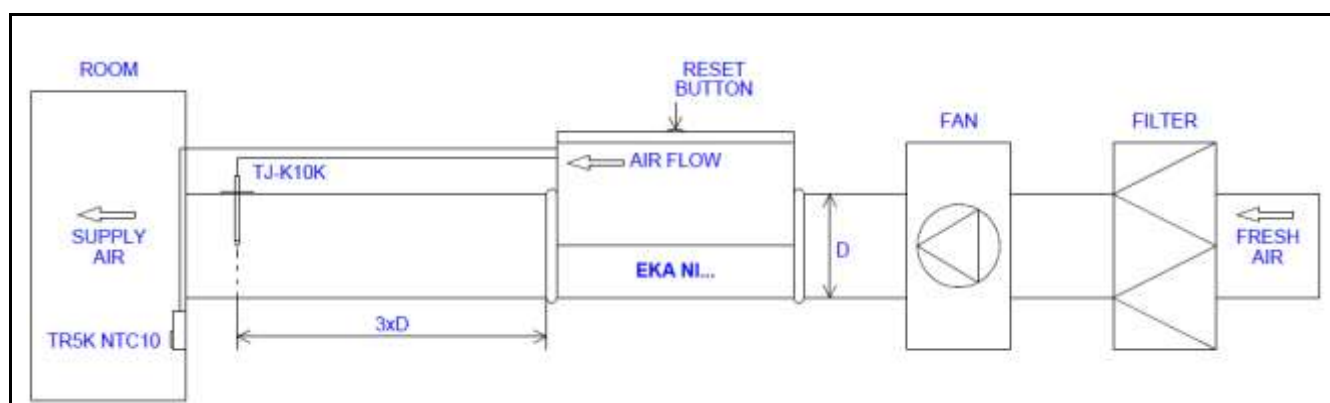 ROOM
RESET
BUTTON
FAN
FILTER
AIR FLOW
TJ-K10K
SUPPLY
AIR
D
FRESH
AIR
EKA NI...
TR5K NTC10
3xD